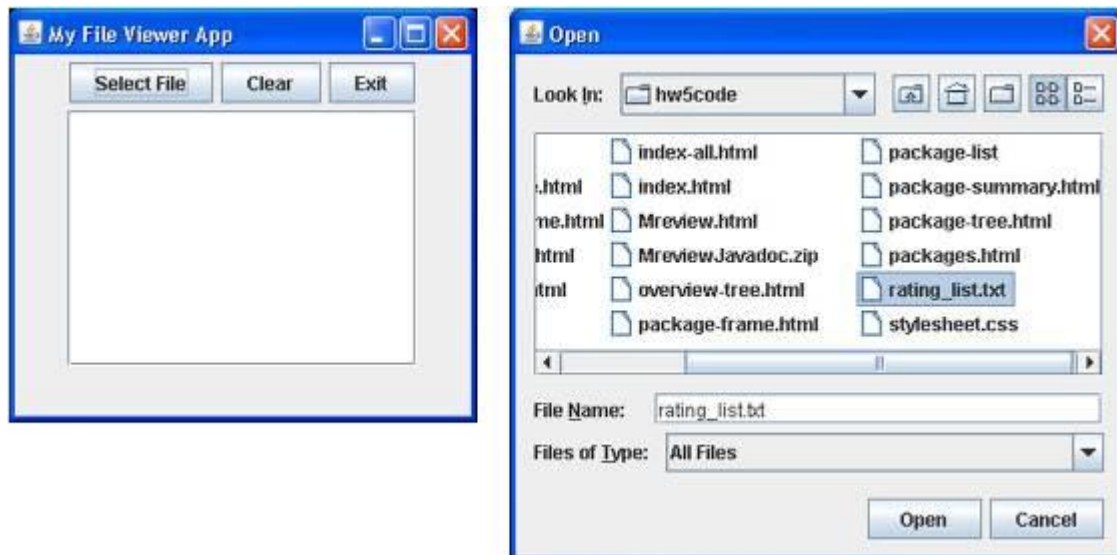 My File Viewer App
Select File Clear Exit
Open
Look In: hw5code
index-all.html package-list
.html index.html package-summary.html
me.html Mreview.html package-tree.html
html MreviewJavadoc.zip packages.html
html overview-tree.html rating_list.txt
package-frame.html stylesheet.css
File Name: rating_list.txt
Files of Type: All Files
Open Cancel